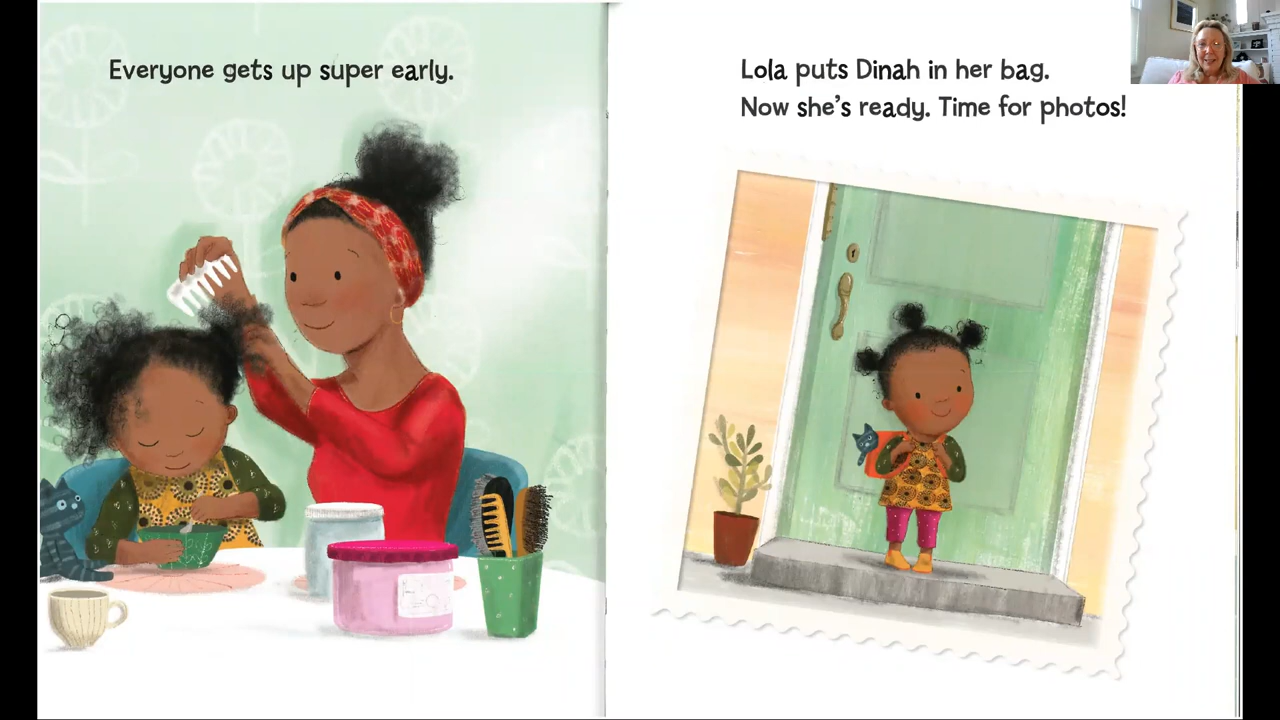 Everyone gets up super early.
Lola puts Dinah in her bag.
Now she's ready. Time for photos!